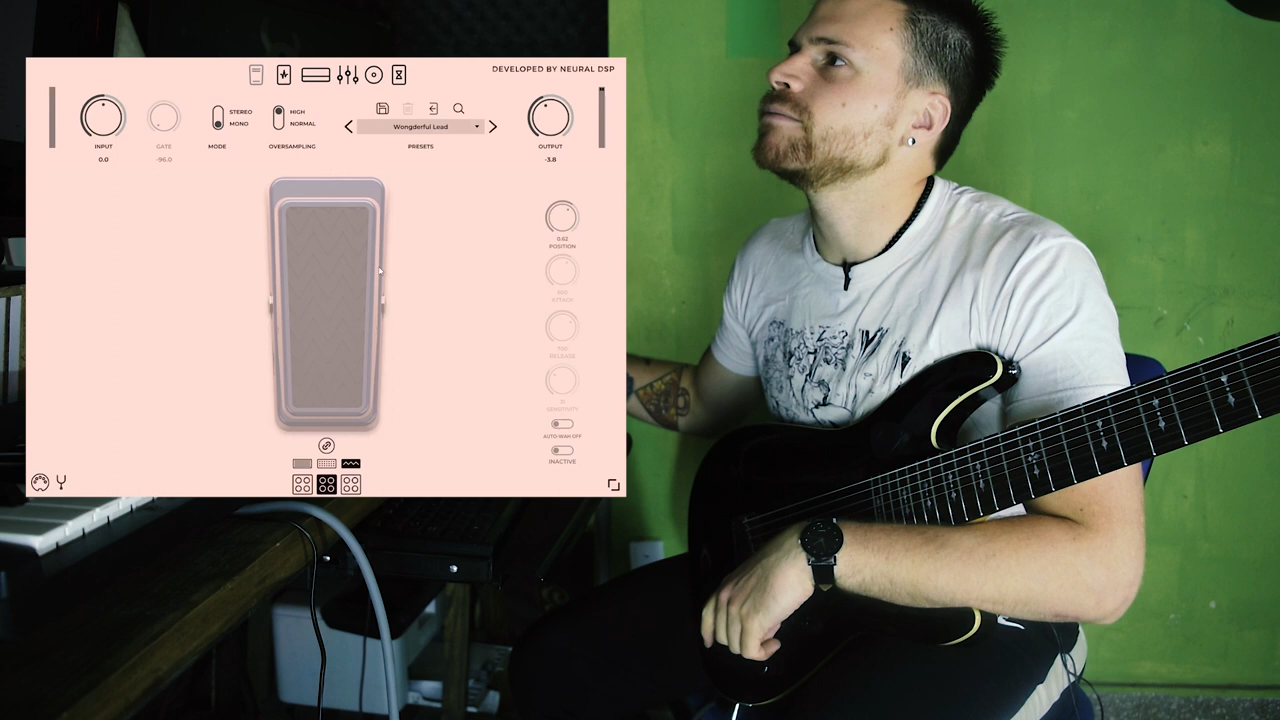 DEVELOPED BY NEURAL DSP
STEREO
MONO
HIGH
NORMAL
Wongderful Lead
INPUT
GATE
MODE
OVERSAMPLING
PRESETS
OUTPUT
0.0
-96.0
-3.8
0.62
POSITION
ATTACK
RELEASE
SENSITIVITY
AUTO-WAH OFF
INACTIVE